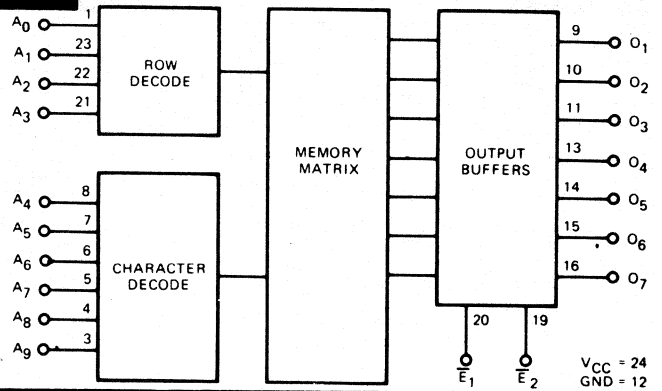 A0 1
A1 23
A2 22
A3 21
ROW
DECODE
A4 8
A5 7
A6 6
A7 5
A8 4
A9 3
CHARACTER
DECODE
MEMORY
MATRIX
OUTPUT
BUFFERS
9 O1
10 O2
11 O3
13 O4
14 O5
15 O6
16 O7
20 19
E̅1 E̅2
VCC = 24
GND = 12